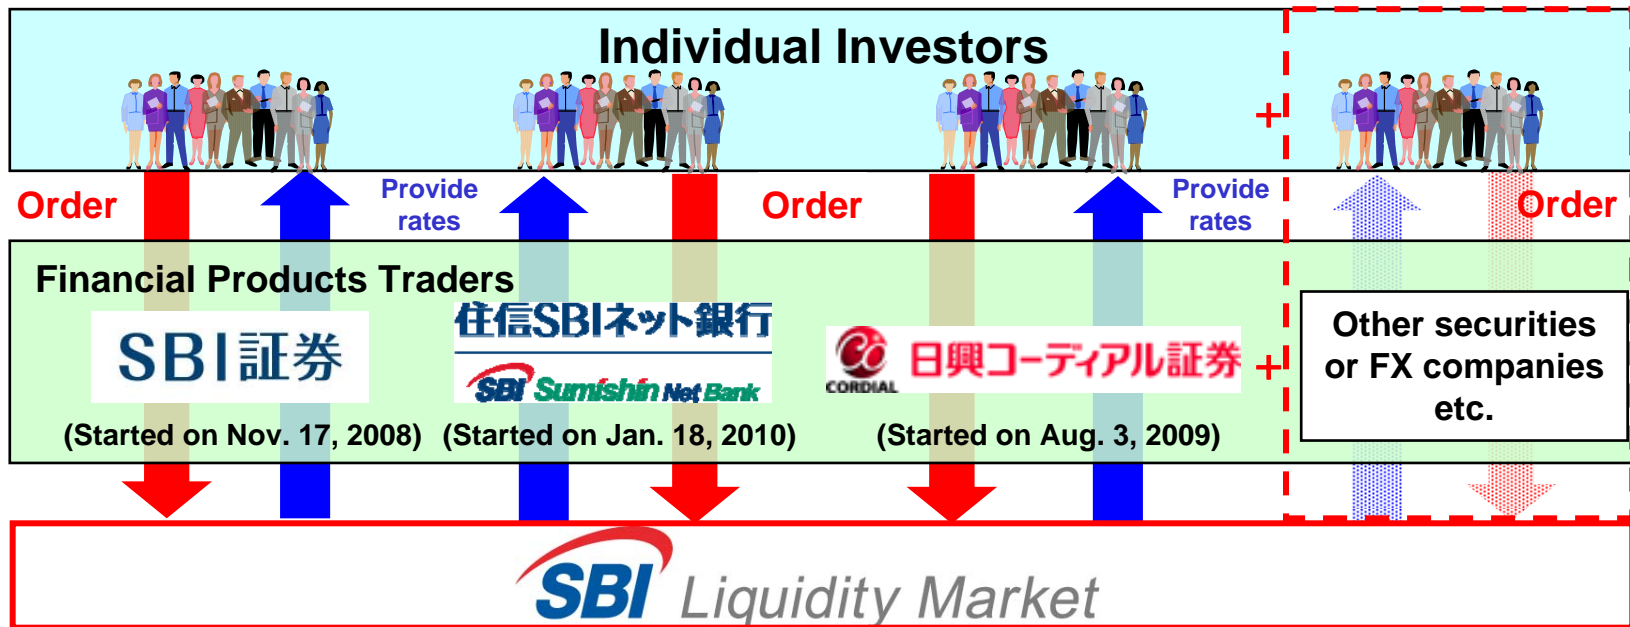 Individual Investors
+
Order
Provide
rates
Order
Provide
rates
Order
Financial Products Traders
SBI証券
(Started on Nov. 17, 2008)
住信SBIネット銀行
SBI Sumishin Net Bank
(Started on Jan. 18, 2010)
CORDIAL
日興コーディアル証券
(Started on Aug. 3, 2009)
+
Other securities
or FX companies
etc.
SBI Liquidity Market